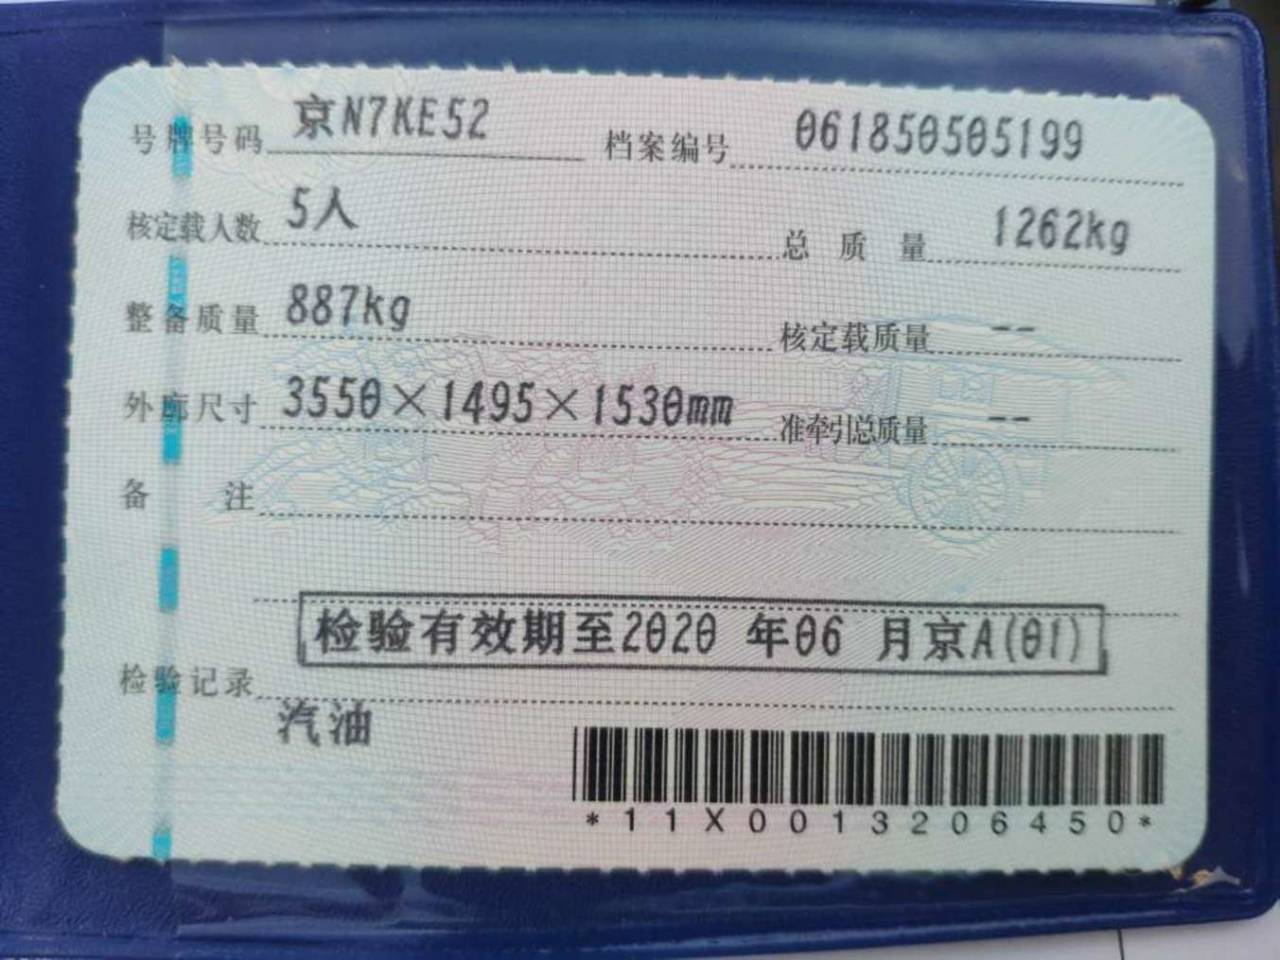 号牌号码 京N7KE52 档案编号 061850505199
核定载人数 5人 总质量 1262kg
整备质量 887kg 核定载质量 --
外廓尺寸 3550×1495×1530mm 准牵引总质量 --
备注
检验有效期至2020 年06 月京A(01)
检验记录
汽油
*11X0013206450*